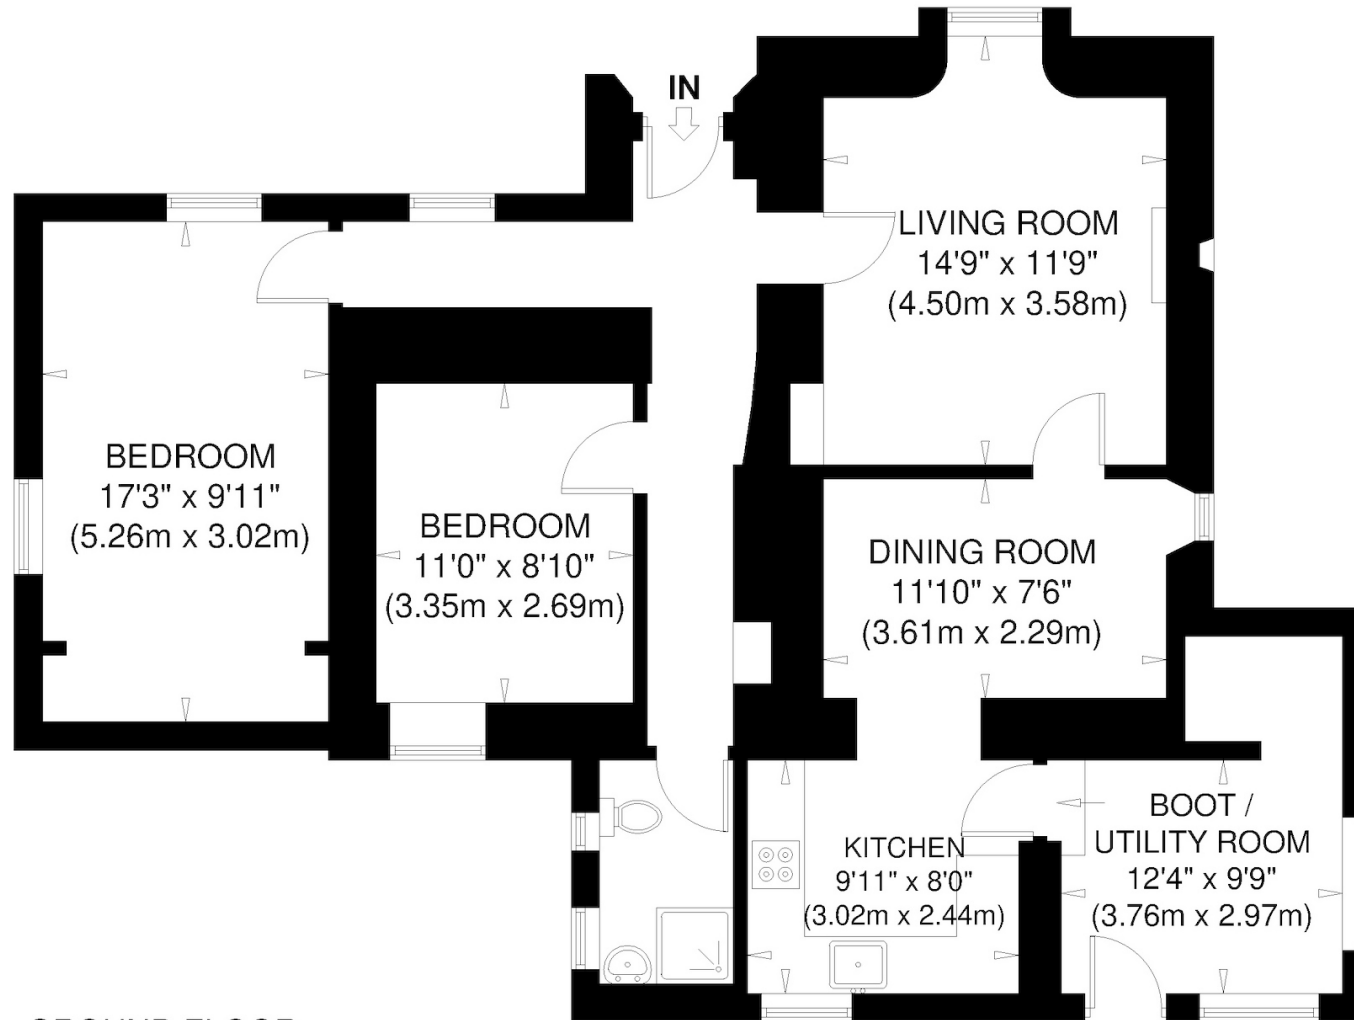 IN
LIVING ROOM
14'9" x 11'9"
(4.50m x 3.58m)
BEDROOM
17'3" x 9'11"
(5.26m x 3.02m)
BEDROOM
11'0" x 8'10"
(3.35m x 2.69m)
DINING ROOM
11'10" x 7'6"
(3.61m x 2.29m)
KITCHEN
9'11" x 8'0"
(3.02m x 2.44m)
BOOT /
UTILITY ROOM
12'4" x 9'9"
(3.76m x 2.97m)
GROUND FLOOR